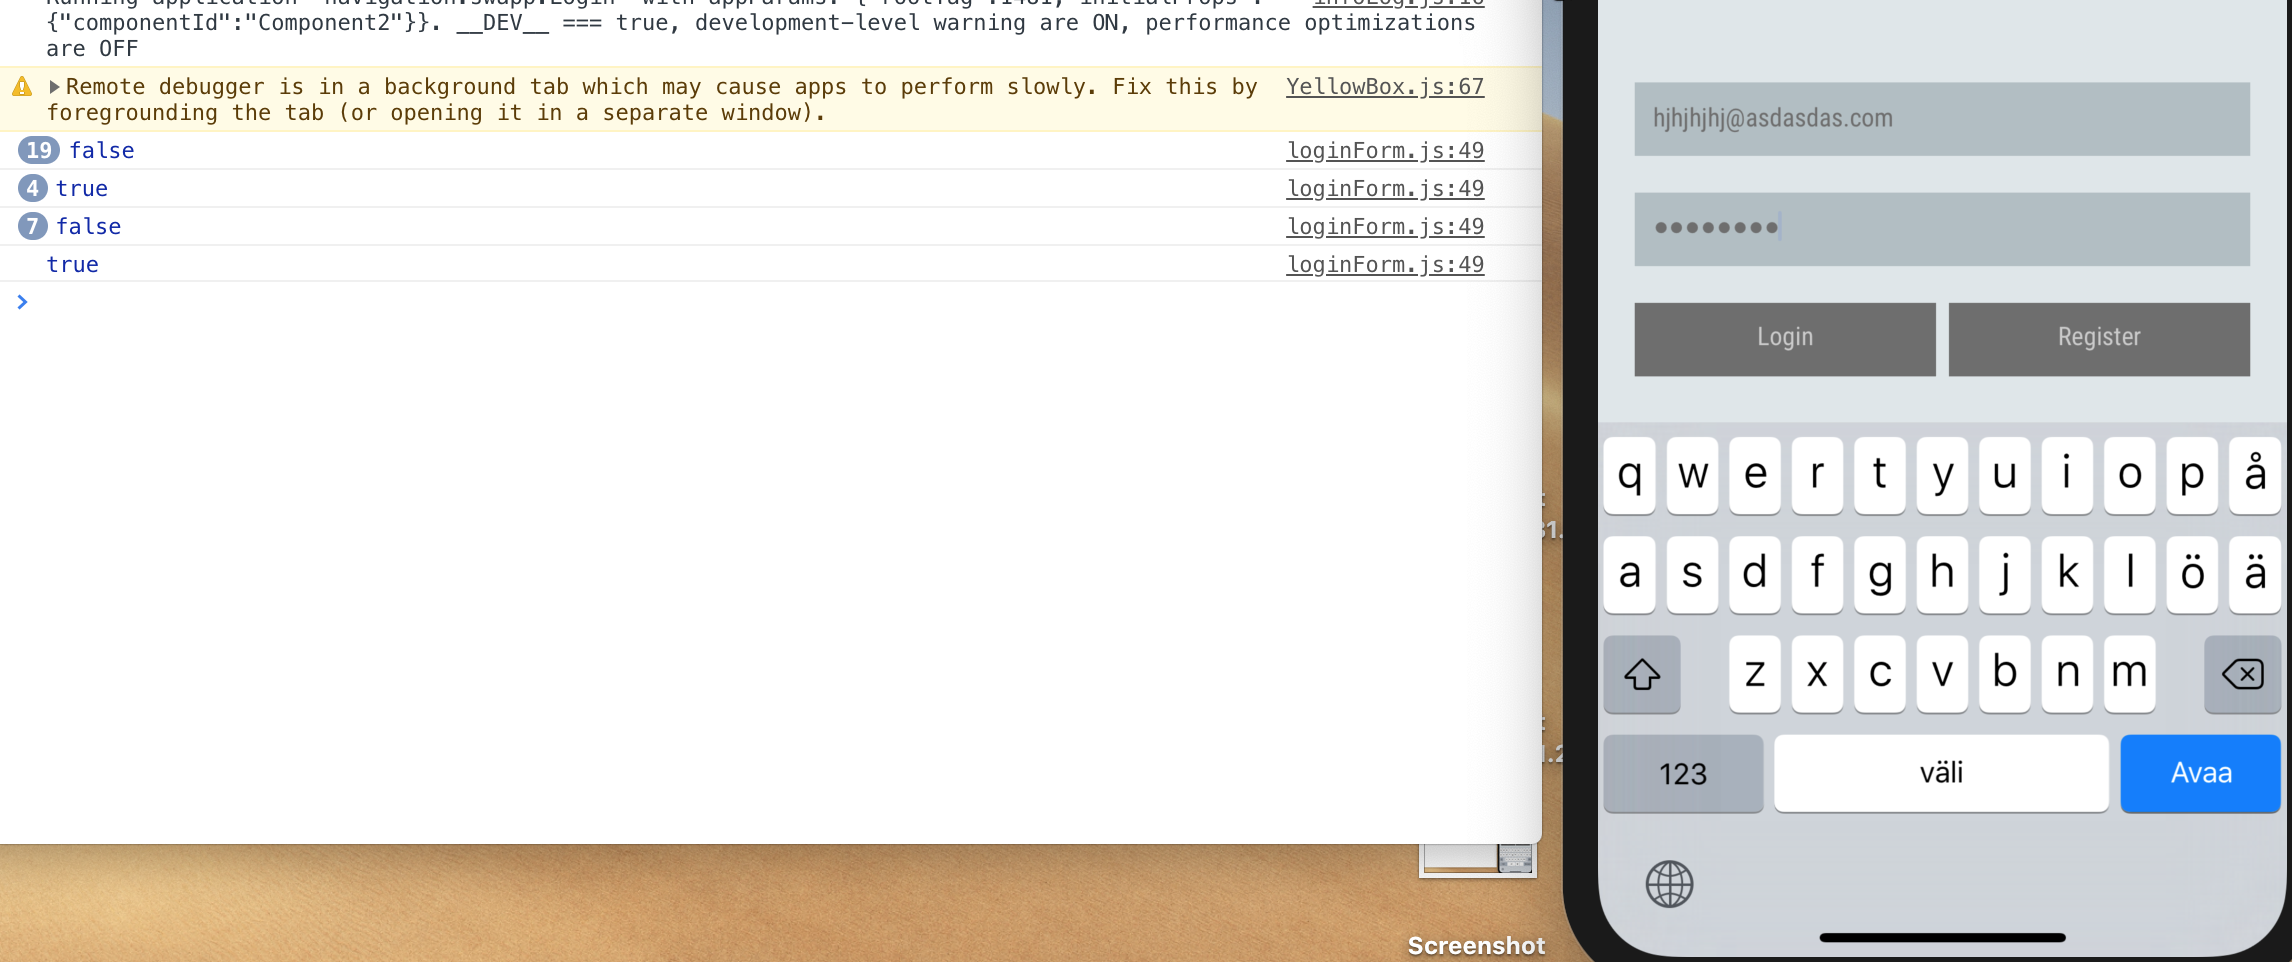 {"componentId":"Component2"}}. __DEV__ === true, development-level warning are ON, performance optimizations
are OFF
Remote debugger is in a background tab which may cause apps to perform slowly. Fix this by YellowBox.js:67
foregrounding the tab (or opening it in a separate window).
19 false loginForm.js:49
4 true loginForm.js:49
7 false loginForm.js:49
true loginForm.js:49
Screenshot
hjhjhjhj@asdasdas.com
Login Register
q w e r t y u i o p å
a s d f g h j k l ö ä
z x c v b n m
123 väli Avaa